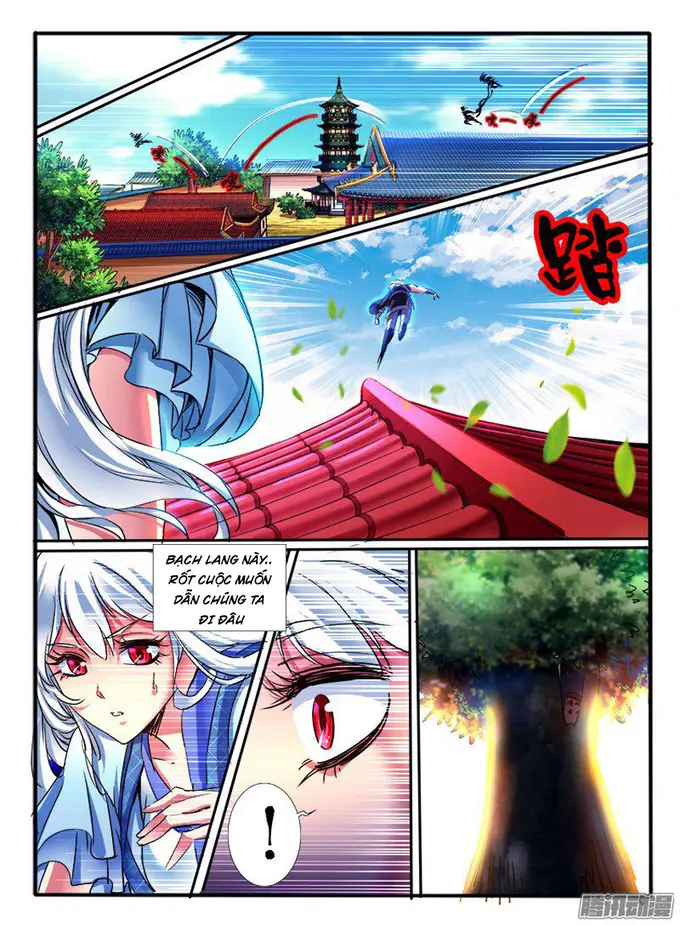 踏
BẠCH LANG NÀY..
RỐT CUỘC MUỐN
DẪN CHÚNG TA
ĐI ĐÂU
!
腾讯动漫